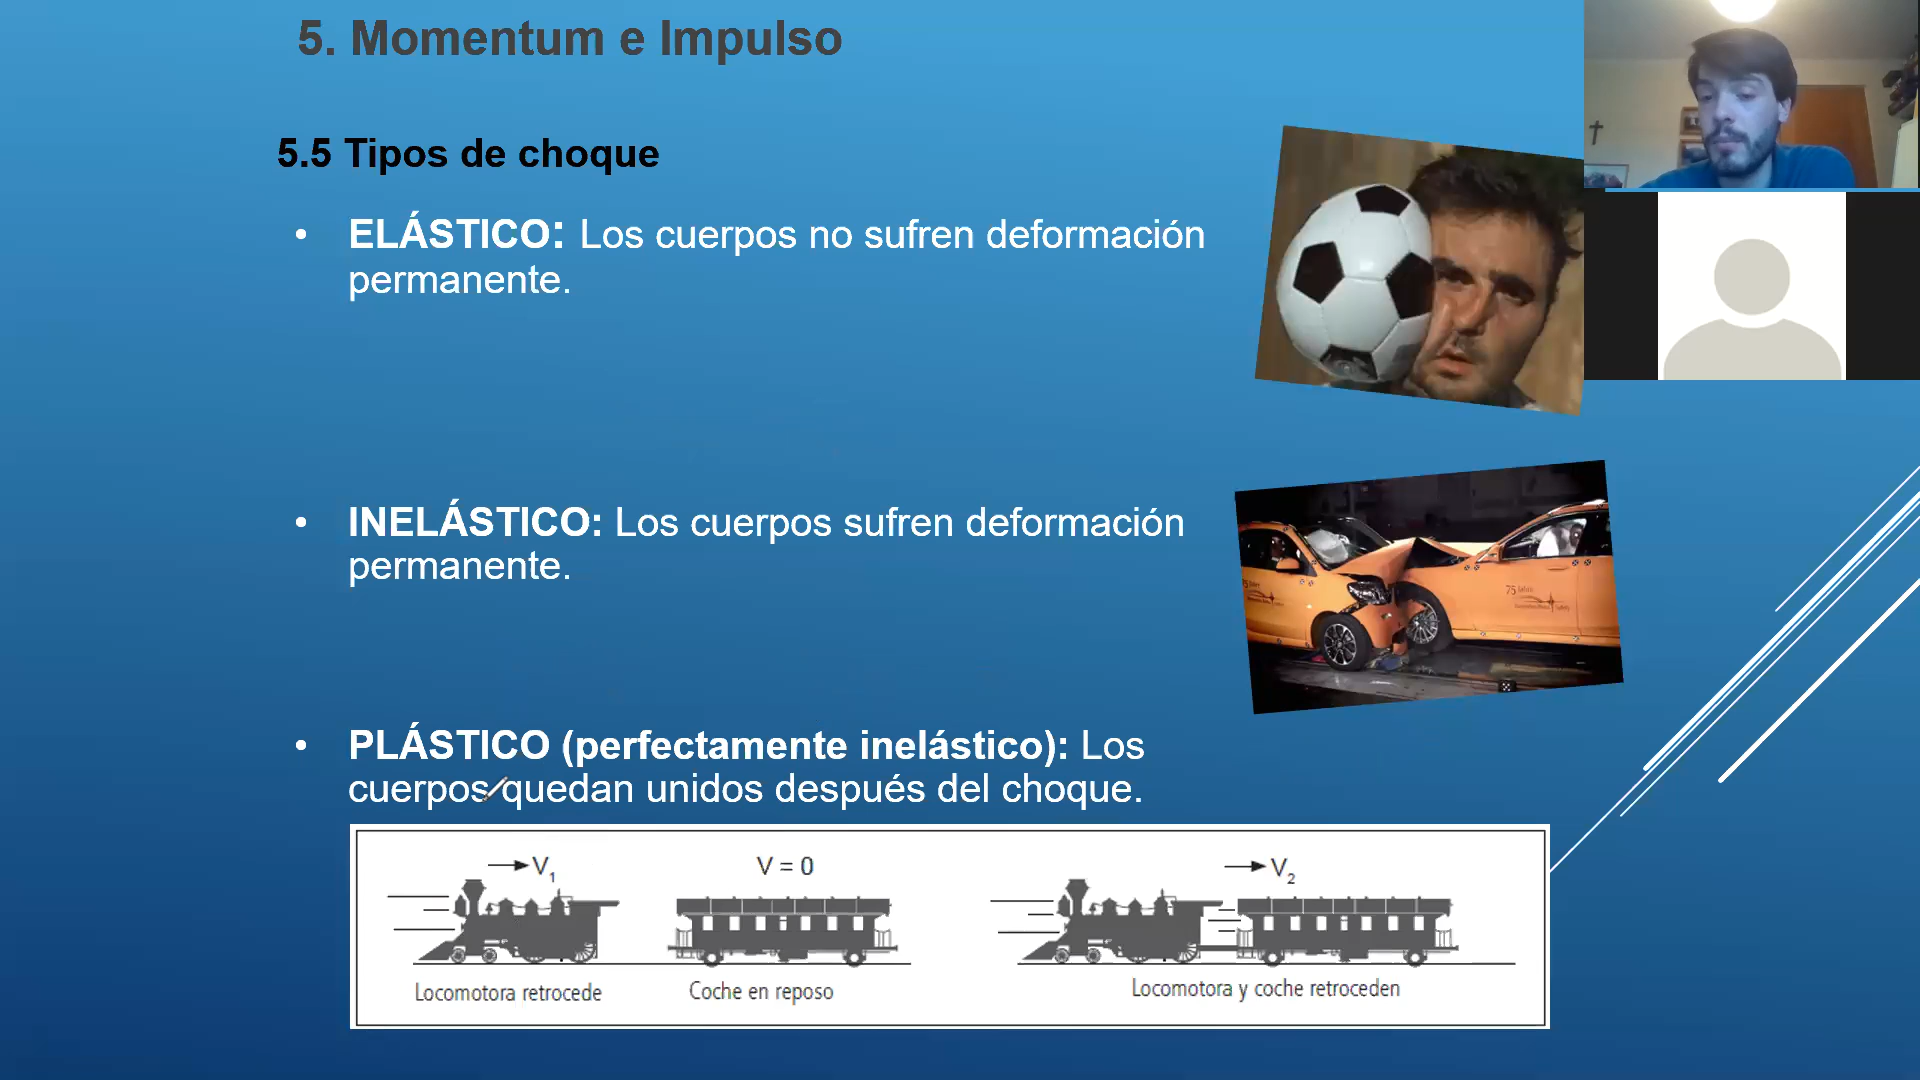 5. Momentum e Impulso
5.5 Tipos de choque
• ELÁSTICO: Los cuerpos no sufren deformación
permanente.
• INELÁSTICO: Los cuerpos sufren deformación
permanente.
75 Jahre
• PLÁSTICO (perfectamente inelástico): Los
cuerpos quedan unidos después del choque.
V1
V = 0
V2
Locomotora retrocede
Coche en reposo
Locomotora y coche retroceden